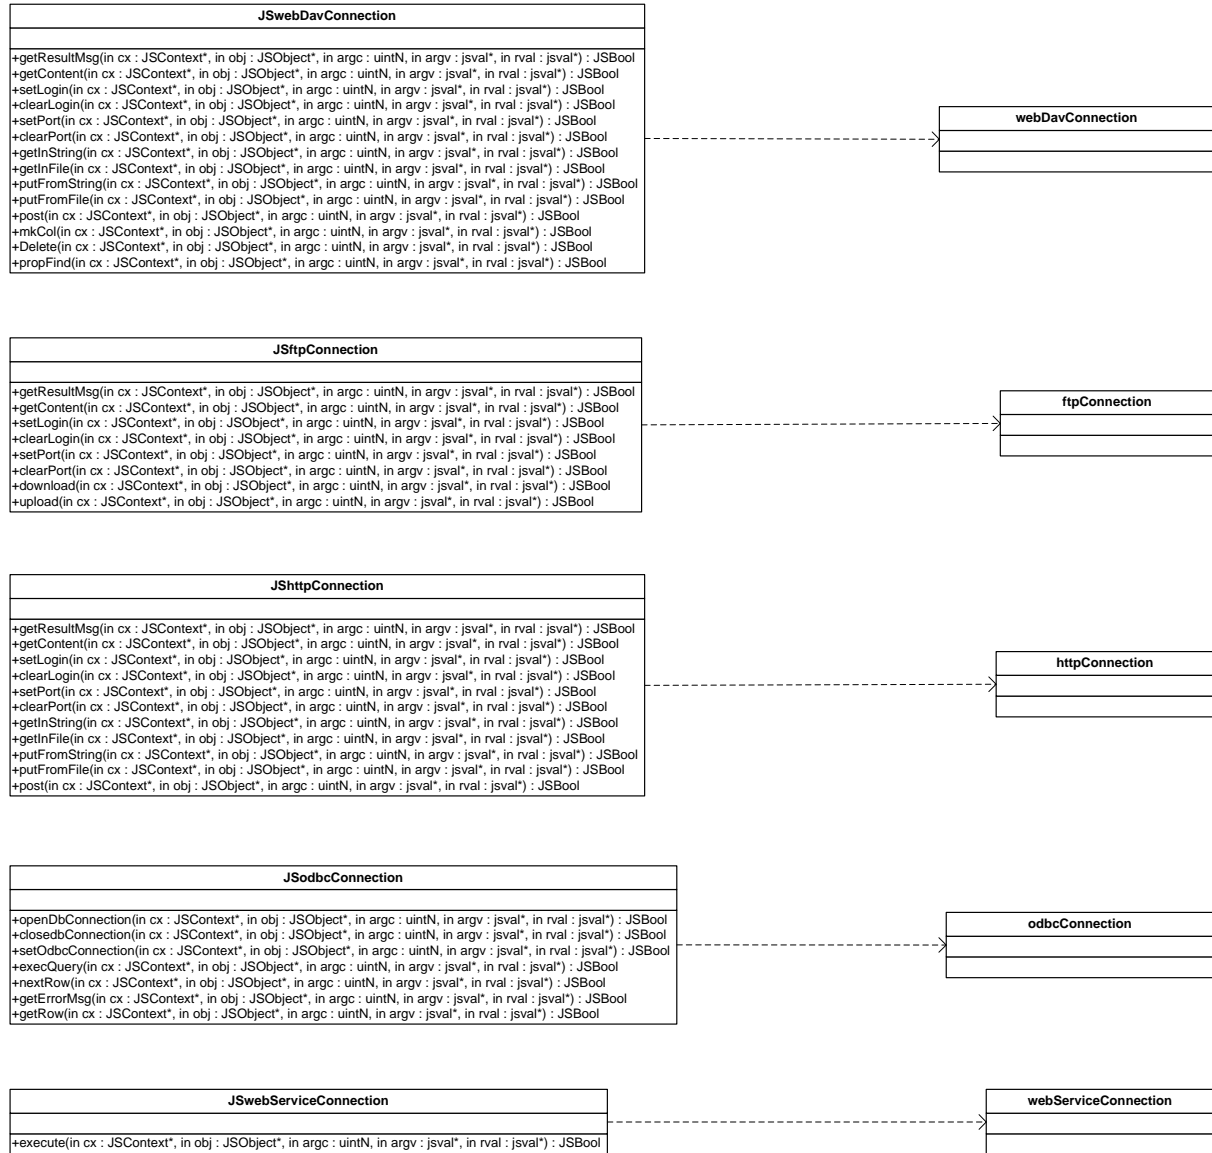 JSwebDavConnection
+getResultMsg(in cx : JSContext*, in obj : JSObject*, in argc : uintN, in argv : jsval*, in rval : jsval*) : JSBool
+getContent(in cx : JSContext*, in obj : JSObject*, in argc : uintN, in argv : jsval*, in rval : jsval*) : JSBool
+setLogin(in cx : JSContext*, in obj : JSObject*, in argc : uintN, in argv : jsval*, in rval : jsval*) : JSBool
+clearLogin(in cx : JSContext*, in obj : JSObject*, in argc : uintN, in argv : jsval*, in rval : jsval*) : JSBool
+setPort(in cx : JSContext*, in obj : JSObject*, in argc : uintN, in argv : jsval*, in rval : jsval*) : JSBool
+clearPort(in cx : JSContext*, in obj : JSObject*, in argc : uintN, in argv : jsval*, in rval : jsval*) : JSBool
+getInString(in cx : JSContext*, in obj : JSObject*, in argc : uintN, in argv : jsval*, in rval : jsval*) : JSBool
+getInFile(in cx : JSContext*, in obj : JSObject*, in argc : uintN, in argv : jsval*, in rval : jsval*) : JSBool
+putFromString(in cx : JSContext*, in obj : JSObject*, in argc : uintN, in argv : jsval*, in rval : jsval*) : JSBool
+putFromFile(in cx : JSContext*, in obj : JSObject*, in argc : uintN, in argv : jsval*, in rval : jsval*) : JSBool
+post(in cx : JSContext*, in obj : JSObject*, in argc : uintN, in argv : jsval*, in rval : jsval*) : JSBool
+mkCol(in cx : JSContext*, in obj : JSObject*, in argc : uintN, in argv : jsval*, in rval : jsval*) : JSBool
+Delete(in cx : JSContext*, in obj : JSObject*, in argc : uintN, in argv : jsval*, in rval : jsval*) : JSBool
+propFind(in cx : JSContext*, in obj : JSObject*, in argc : uintN, in argv : jsval*, in rval : jsval*) : JSBool
webDavConnection
JSftpConnection
+getResultMsg(in cx : JSContext*, in obj : JSObject*, in argc : uintN, in argv : jsval*, in rval : jsval*) : JSBool
+getContent(in cx : JSContext*, in obj : JSObject*, in argc : uintN, in argv : jsval*, in rval : jsval*) : JSBool
+setLogin(in cx : JSContext*, in obj : JSObject*, in argc : uintN, in argv : jsval*, in rval : jsval*) : JSBool
+clearLogin(in cx : JSContext*, in obj : JSObject*, in argc : uintN, in argv : jsval*, in rval : jsval*) : JSBool
+setPort(in cx : JSContext*, in obj : JSObject*, in argc : uintN, in argv : jsval*, in rval : jsval*) : JSBool
+clearPort(in cx : JSContext*, in obj : JSObject*, in argc : uintN, in argv : jsval*, in rval : jsval*) : JSBool
+download(in cx : JSContext*, in obj : JSObject*, in argc : uintN, in argv : jsval*, in rval : jsval*) : JSBool
+upload(in cx : JSContext*, in obj : JSObject*, in argc : uintN, in argv : jsval*, in rval : jsval*) : JSBool
ftpConnection
JShttpConnection
+getResultMsg(in cx : JSContext*, in obj : JSObject*, in argc : uintN, in argv : jsval*, in rval : jsval*) : JSBool
+getContent(in cx : JSContext*, in obj : JSObject*, in argc : uintN, in argv : jsval*, in rval : jsval*) : JSBool
+setLogin(in cx : JSContext*, in obj : JSObject*, in argc : uintN, in argv : jsval*, in rval : jsval*) : JSBool
+clearLogin(in cx : JSContext*, in obj : JSObject*, in argc : uintN, in argv : jsval*, in rval : jsval*) : JSBool
+setPort(in cx : JSContext*, in obj : JSObject*, in argc : uintN, in argv : jsval*, in rval : jsval*) : JSBool
+clearPort(in cx : JSContext*, in obj : JSObject*, in argc : uintN, in argv : jsval*, in rval : jsval*) : JSBool
+getInString(in cx : JSContext*, in obj : JSObject*, in argc : uintN, in argv : jsval*, in rval : jsval*) : JSBool
+getInFile(in cx : JSContext*, in obj : JSObject*, in argc : uintN, in argv : jsval*, in rval : jsval*) : JSBool
+putFromString(in cx : JSContext*, in obj : JSObject*, in argc : uintN, in argv : jsval*, in rval : jsval*) : JSBool
+putFromFile(in cx : JSContext*, in obj : JSObject*, in argc : uintN, in argv : jsval*, in rval : jsval*) : JSBool
+post(in cx : JSContext*, in obj : JSObject*, in argc : uintN, in argv : jsval*, in rval : jsval*) : JSBool
httpConnection
JSodbcConnection
+openDbConnection(in cx : JSContext*, in obj : JSObject*, in argc : uintN, in argv : jsval*, in rval : jsval*) : JSBool
+closedbConnection(in cx : JSContext*, in obj : JSObject*, in argc : uintN, in argv : jsval*, in rval : jsval*) : JSBool
+setOdbcConnection(in cx : JSContext*, in obj : JSObject*, in argc : uintN, in argv : jsval*, in rval : jsval*) : JSBool
+execQuery(in cx : JSContext*, in obj : JSObject*, in argc : uintN, in argv : jsval*, in rval : jsval*) : JSBool
+nextRow(in cx : JSContext*, in obj : JSObject*, in argc : uintN, in argv : jsval*, in rval : jsval*) : JSBool
+getErrorMsg(in cx : JSContext*, in obj : JSObject*, in argc : uintN, in argv : jsval*, in rval : jsval*) : JSBool
+getRow(in cx : JSContext*, in obj : JSObject*, in argc : uintN, in argv : jsval*, in rval : jsval*) : JSBool
odbcConnection
JSwebServiceConnection
+execute(in cx : JSContext*, in obj : JSObject*, in argc : uintN, in argv : jsval*, in rval : jsval*) : JSBool
webServiceConnection